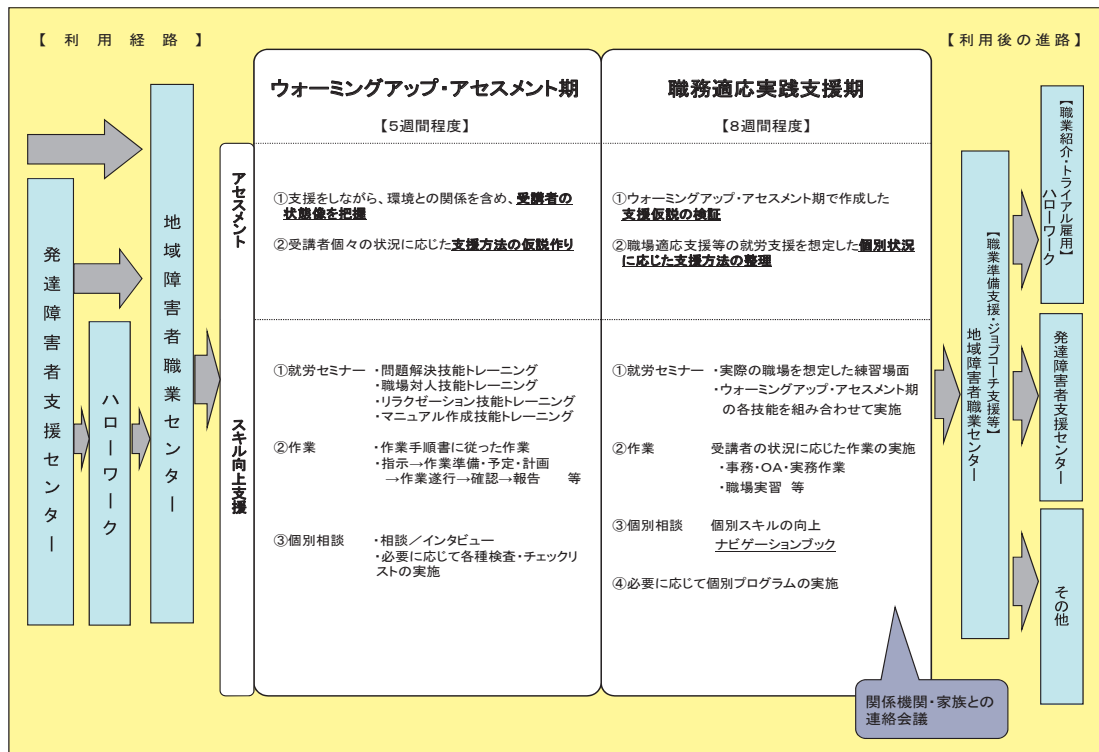 【利用経路】
【利用後の進路】
発達障害者支援センター
ハローワーク
地域障害者職業センター
アセスメント
スキル向上支援
ウォーミングアップ・アセスメント期
【5週間程度】
①支援をしながら、環境との関係を含め、受講者の
状態像を把握
②受講者個々の状況に応じた支援方法の仮説作り
①就労セミナー ・問題解決技能トレーニング
・職場対人技能トレーニング
・リラクゼーション技能トレーニング
・マニュアル作成技能トレーニング
②作業 ・作業手順書に従った作業
・指示→作業準備・予定・計画
→作業遂行→確認→報告 等
③個別相談 ・相談／インタビュー
・必要に応じて各種検査・チェックリ
ストの実施
職務適応実践支援期
【8週間程度】
①ウォーミングアップ・アセスメント期で作成した
支援仮説の検証
②職場適応支援等の就労支援を想定した個別状況
に応じた支援方法の整理
①就労セミナー ・実際の職場を想定した練習場面
・ウォーミングアップ・アセスメント期
の各技能を組み合わせて実施
②作業 受講者の状況に応じた作業の実施
・事務・OA・実務作業
・職場実習 等
③個別相談 個別スキルの向上
ナビゲーションブック
④必要に応じて個別プログラムの実施
関係機関・家族との
連絡会議
【職業準備支援・ジョブコーチ支援等】
地域障害者職業センター
【職業紹介・トライアル雇用】
ハローワーク
発達障害者支援センター
その他